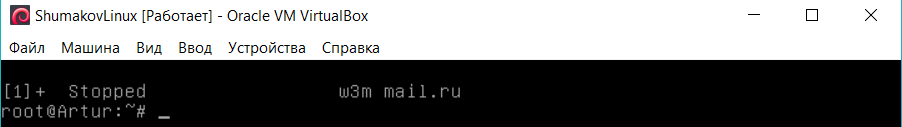 ShumakovLinux [Работает] - Oracle VM VirtualBox
Файл Машина Вид Ввод Устройства Справка
[1]+ Stopped w3m mail.ru
root@Artur:~# _